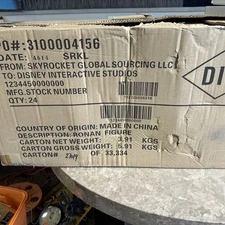 PO#:3100004156
DATE: 4614 SRKL
FROM: SKYROCKET GLOBAL SOURCING LLC
TO: DISNEY INTERACTIVE STUDIOS
1234450000000
MFG.STOCK NUMBER
QTY:24
DI
COUNTRY OF ORIGIN: MADE IN CHINA
DESCRIPTION: RONAN FIGURE
CARTON NET WEIGHT: 3.91 KGS
CARTON GROSS WEIGHT: 5.91 KGS
CARTON# OF 33,334